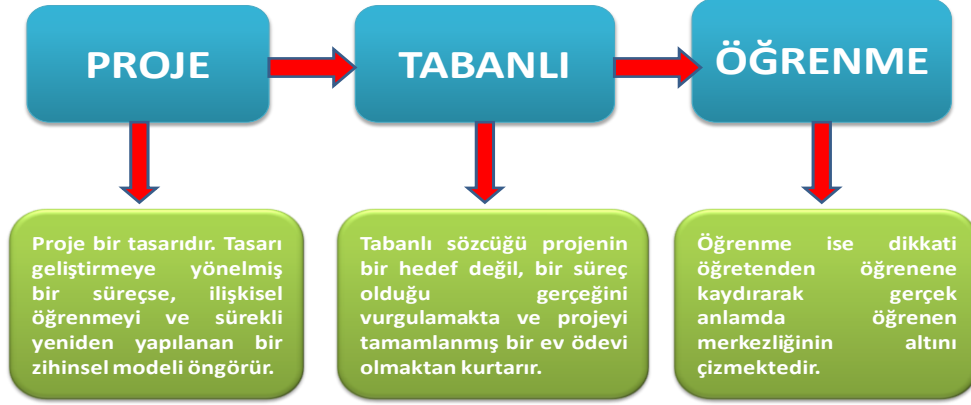 PROJE
TABANLI
ÖĞRENME
Proje bir tasarıdır. Tasarı
geliştirmeye yönelmiş
bir süreçse, ilişkisel
öğrenmeyi ve sürekli
yeniden yapılanan bir
zihinsel modeli öngörür.
Tabanlı sözcüğü projenin
bir hedef değil, bir süreç
olduğu gerçeğini
vurgulamakta ve projeyi
tamamlanmış bir ev ödevi
olmaktan kurtarır.
Öğrenme ise dikkati
öğretenden öğrenene
kaydırarak gerçek
anlamda öğrenen
merkezliğinin altını
çizmektedir.